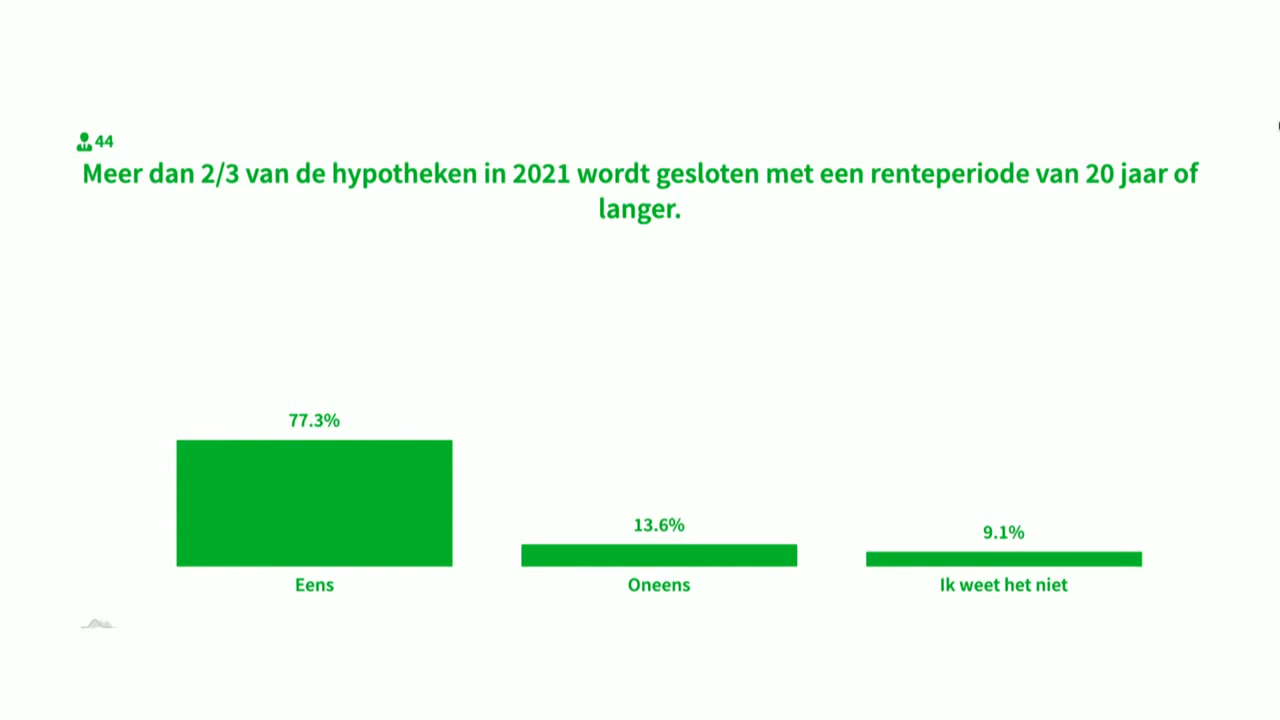 44
Meer dan 2/3 van de hypotheken in 2021 wordt gesloten met een renteperiode van 20 jaar of
langer.
77.3%
13.6%
9.1%
Eens
Oneens
Ik weet het niet